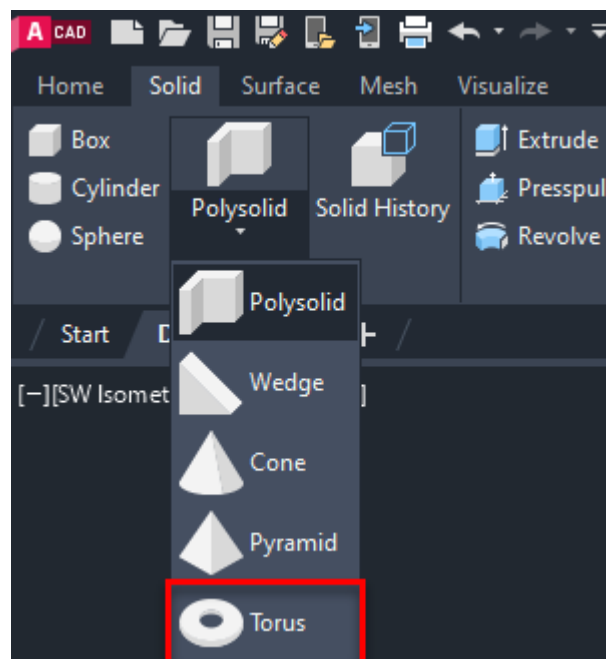 A CAD
Home Solid Surface Mesh Visualize
Box
Cylinder
Sphere
Polysolid
Solid History
Extrude
Presspul
Revolve
Start
[−][SW Isomet ]
Polysolid
Wedge
Cone
Pyramid
Torus